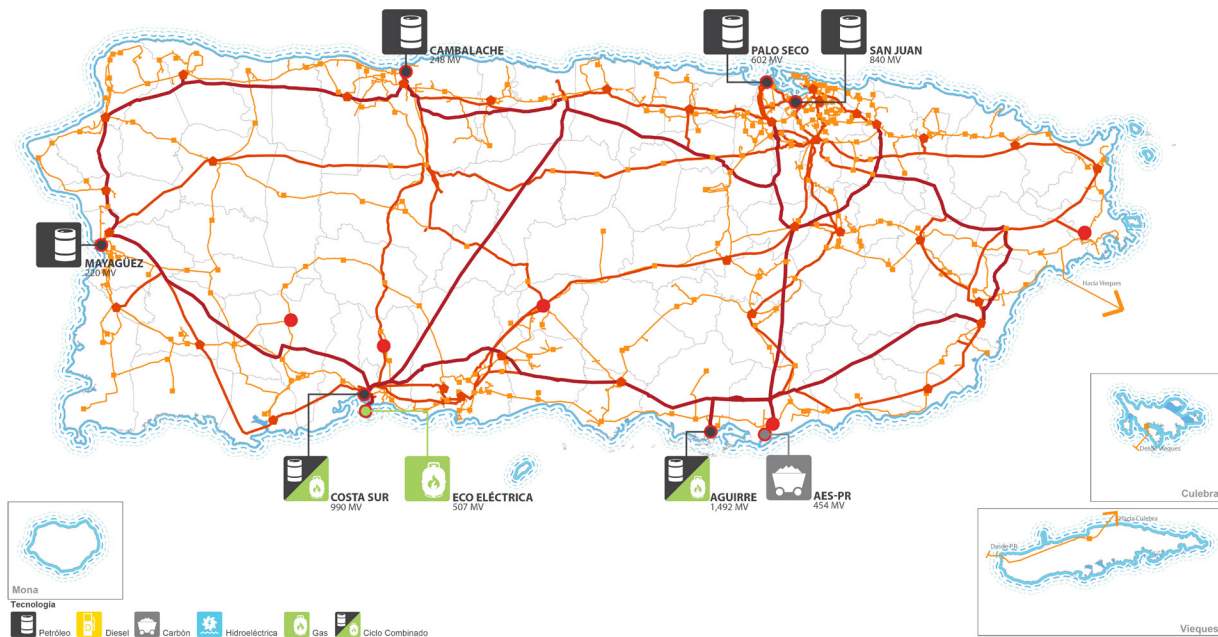 CAMBALACHE
248 MV
PALO SECO
602 MV
SAN JUAN
840 MV
MAYAGÜEZ
220 MV
Hacia Vieques
COSTA SUR
990 MV
ECO ELÉCTRICA
507 MV
AGUIRRE
1,492 MV
AES-PR
454 MV
Desde Vieques
Culebra
Hacia Culebra
Desde P.R.
Vieques
Mona
Tecnología
Petróleo
Diesel
Carbón
Hidroeléctrica
Gas
Ciclo Combinado